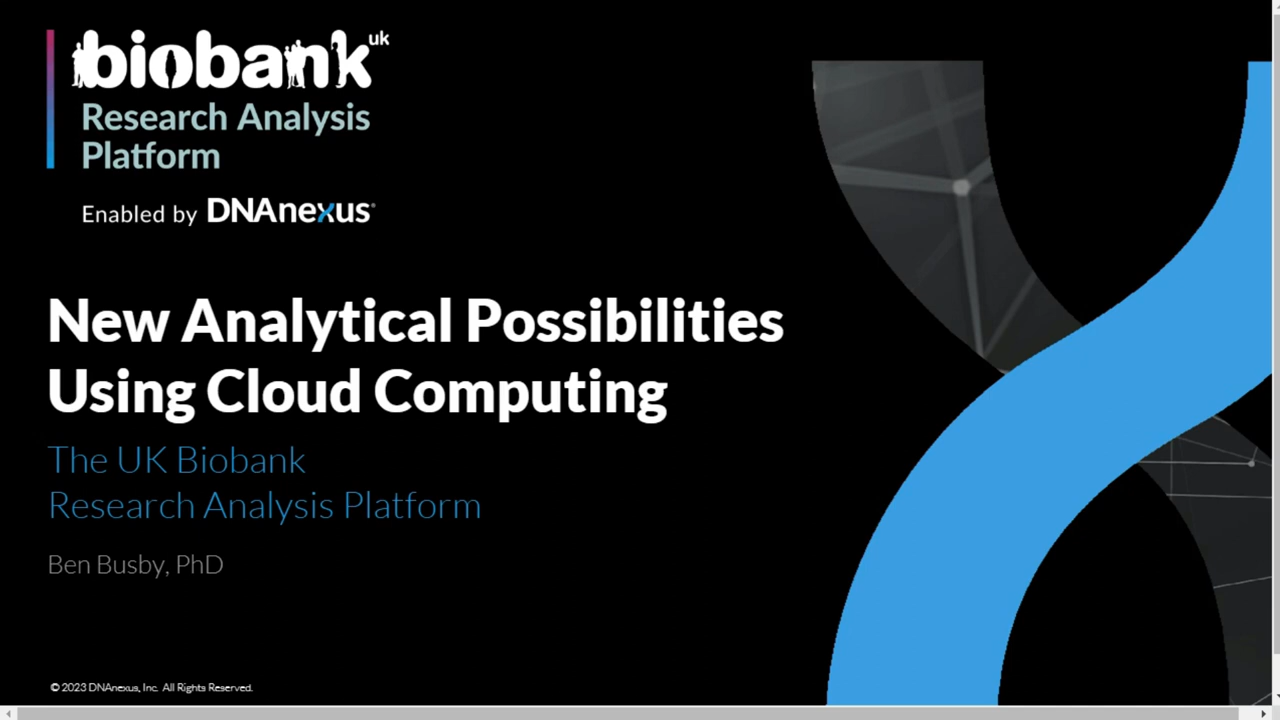 biobank uk
Research Analysis
Platform
Enabled by DNAnexus®
New Analytical Possibilities
Using Cloud Computing
The UK Biobank
Research Analysis Platform
Ben Busby, PhD
© 2023 DNAnexus, Inc. All Rights Reserved.